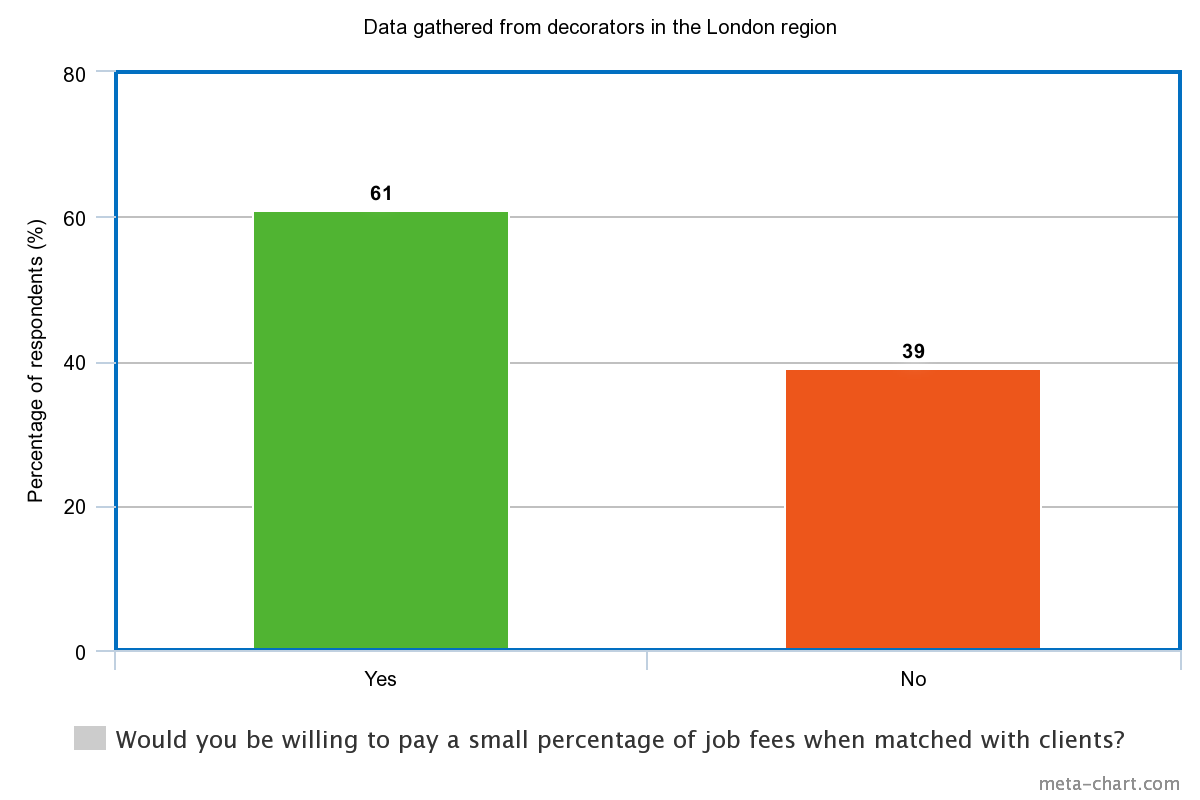 Data gathered from decorators in the London region
80
60
40
20
0
Percentage of respondents (%)
61
39
Yes
No
Would you be willing to pay a small percentage of job fees when matched with clients?
meta-chart.com